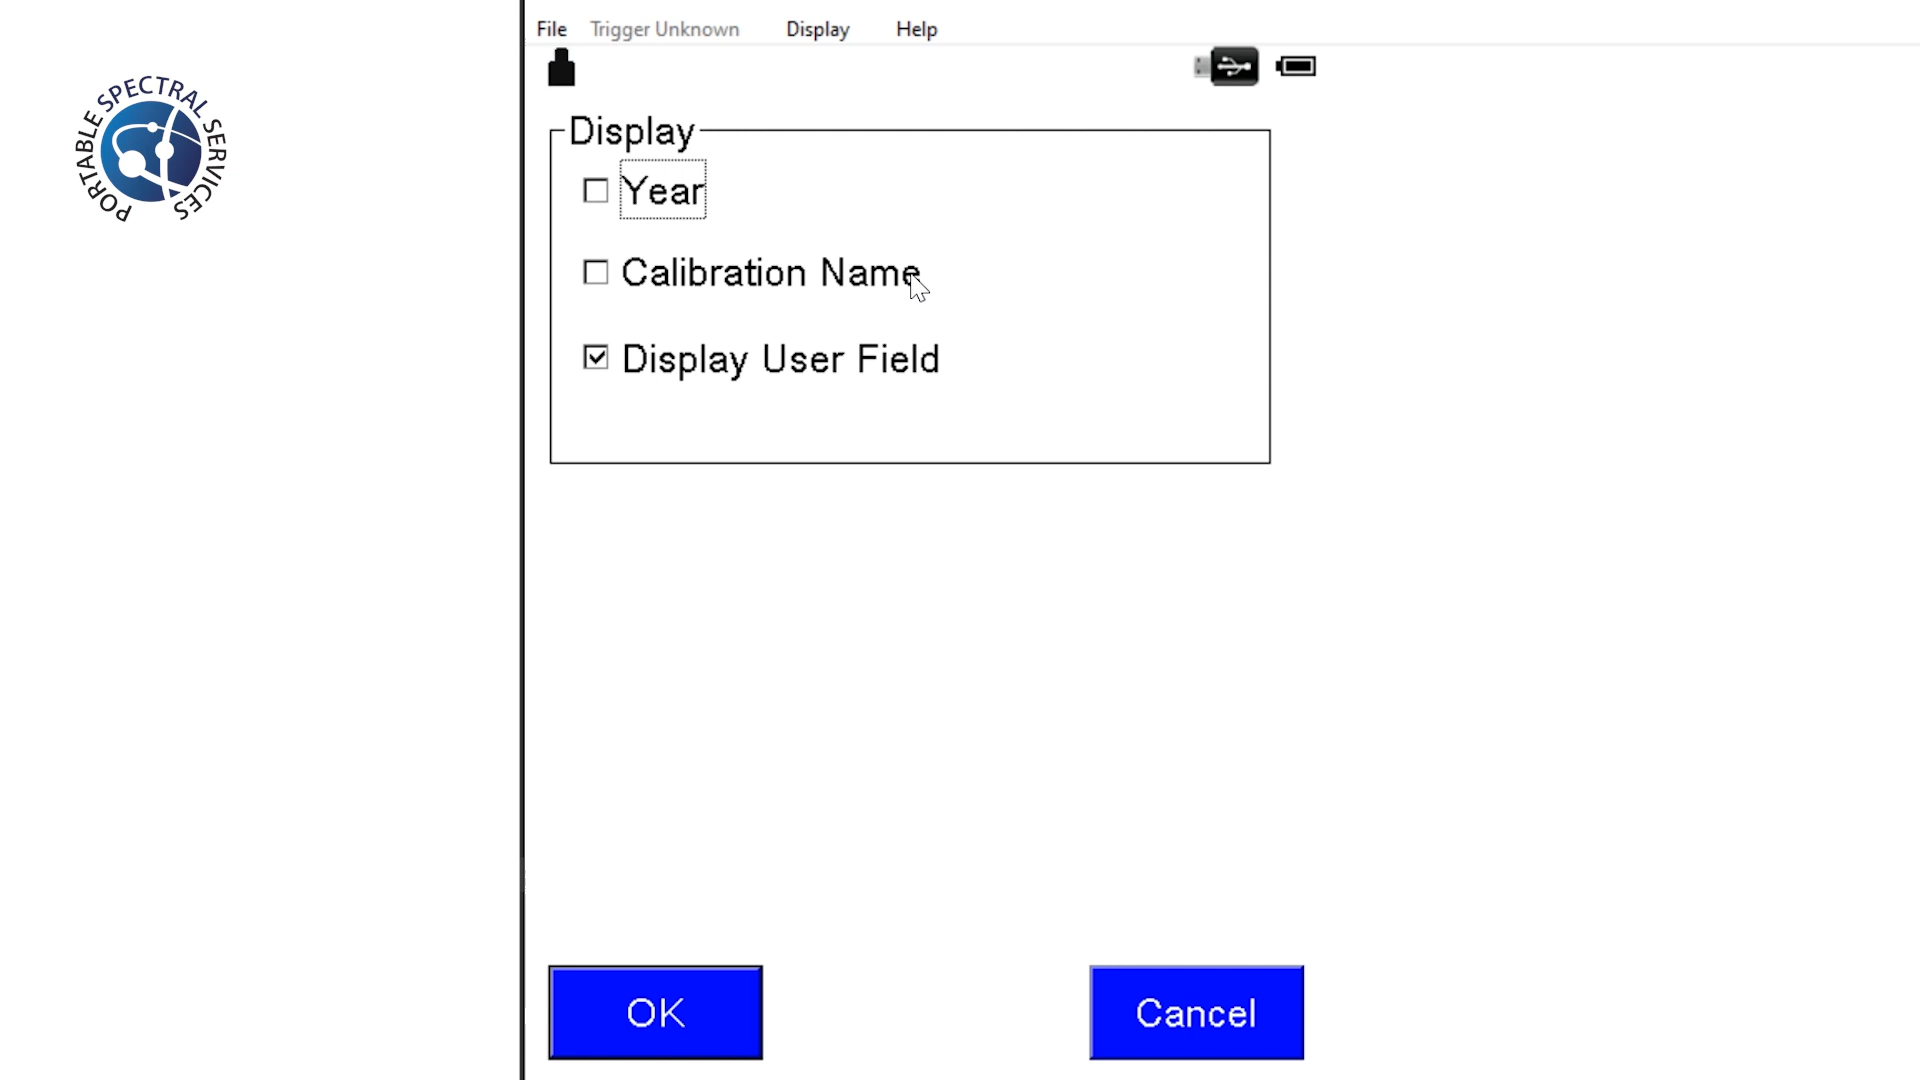 PORTABLE SPECTRAL SERVICES
File Trigger Unknown Display Help
Display
Year
Calibration Name
Display User Field
OK Cancel